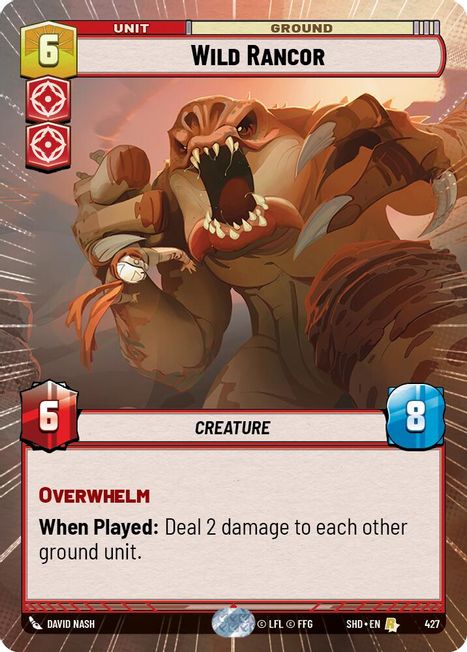 UNIT
GROUND
6
WILD RANCOR
6
8
CREATURE
OVERWHELM
When Played: Deal 2 damage to each other
ground unit.
DAVID NASH
© LFL © FFG
SHD • EN
R
427